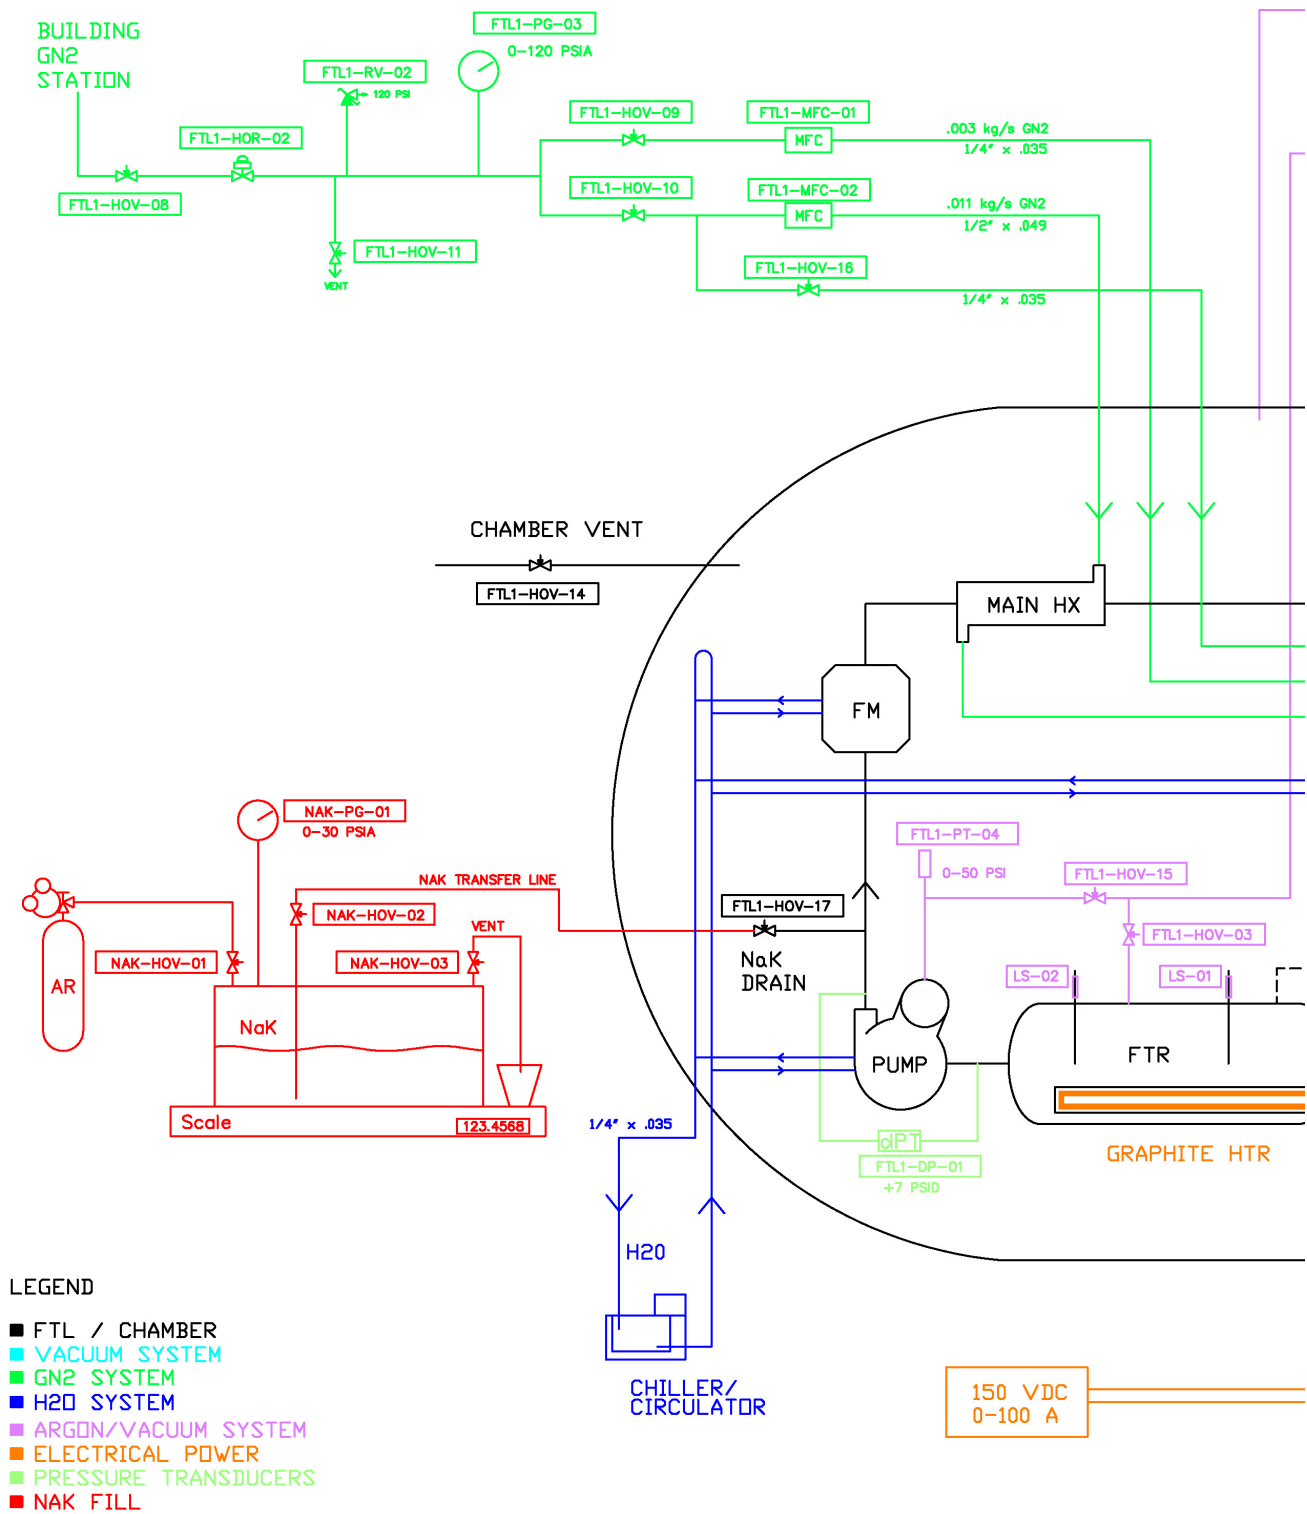 BUILDING
GN2
STATION
FTL1-PG-03
0-120 PSIA
FTL1-RV-02
120 PSI
FTL1-HOR-02
FTL1-HOV-08
FTL1-HOV-11
VENT
FTL1-HOV-09
FTL1-MFC-01
MFC
.003 kg/s GN2
1/4" x .035
FTL1-HOV-10
FTL1-MFC-02
MFC
.011 kg/s GN2
1/2" x .049
FTL1-HOV-16
1/4" x .035
CHAMBER VENT
FTL1-HOV-14
MAIN HX
FM
NAK-PG-01
0-30 PSIA
NAK TRANSFER LINE
NAK-HOV-02
VENT
NAK-HOV-01
NAK-HOV-03
AR
NaK
Scale
123.4568
FTL1-PT-04
0-50 PSI
FTL1-HOV-15
FTL1-HOV-17
FTL1-HOV-03
NaK
DRAIN
LS-02
LS-01
PUMP
FTR
1/4" x .035
dPT
FTL1-DP-01
+7 PSID
GRAPHITE HTR
H20
CHILLER/
CIRCULATOR
150 VDC
0-100 A
LEGEND
FTL / CHAMBER
VACUUM SYSTEM
GN2 SYSTEM
H2O SYSTEM
ARGON/VACUUM SYSTEM
ELECTRICAL POWER
PRESSURE TRANSDUCERS
NAK FILL